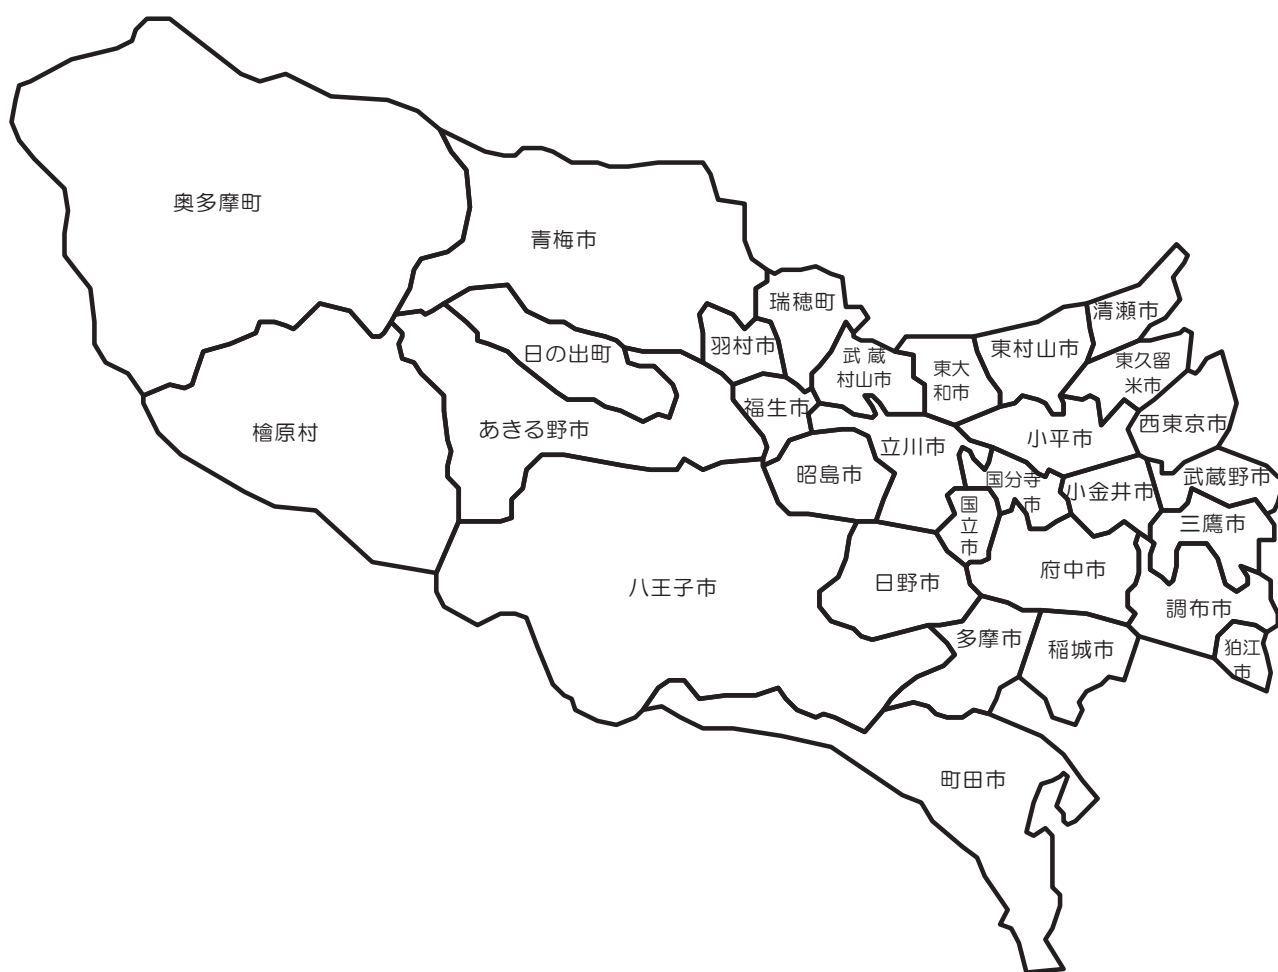 奥多摩町
青梅市
瑞穂町
清瀬市
羽村市
日の出町
武蔵
村山市
東大
和市
東村山市
東久留
米市
檜原村
あきる野市
福生市
立川市
小平市
西東京市
昭島市
国分寺
市
小金井市
武蔵野市
国
立
市
三鷹市
八王子市
日野市
府中市
調布市
多摩市
稲城市
狛江
市
町田市